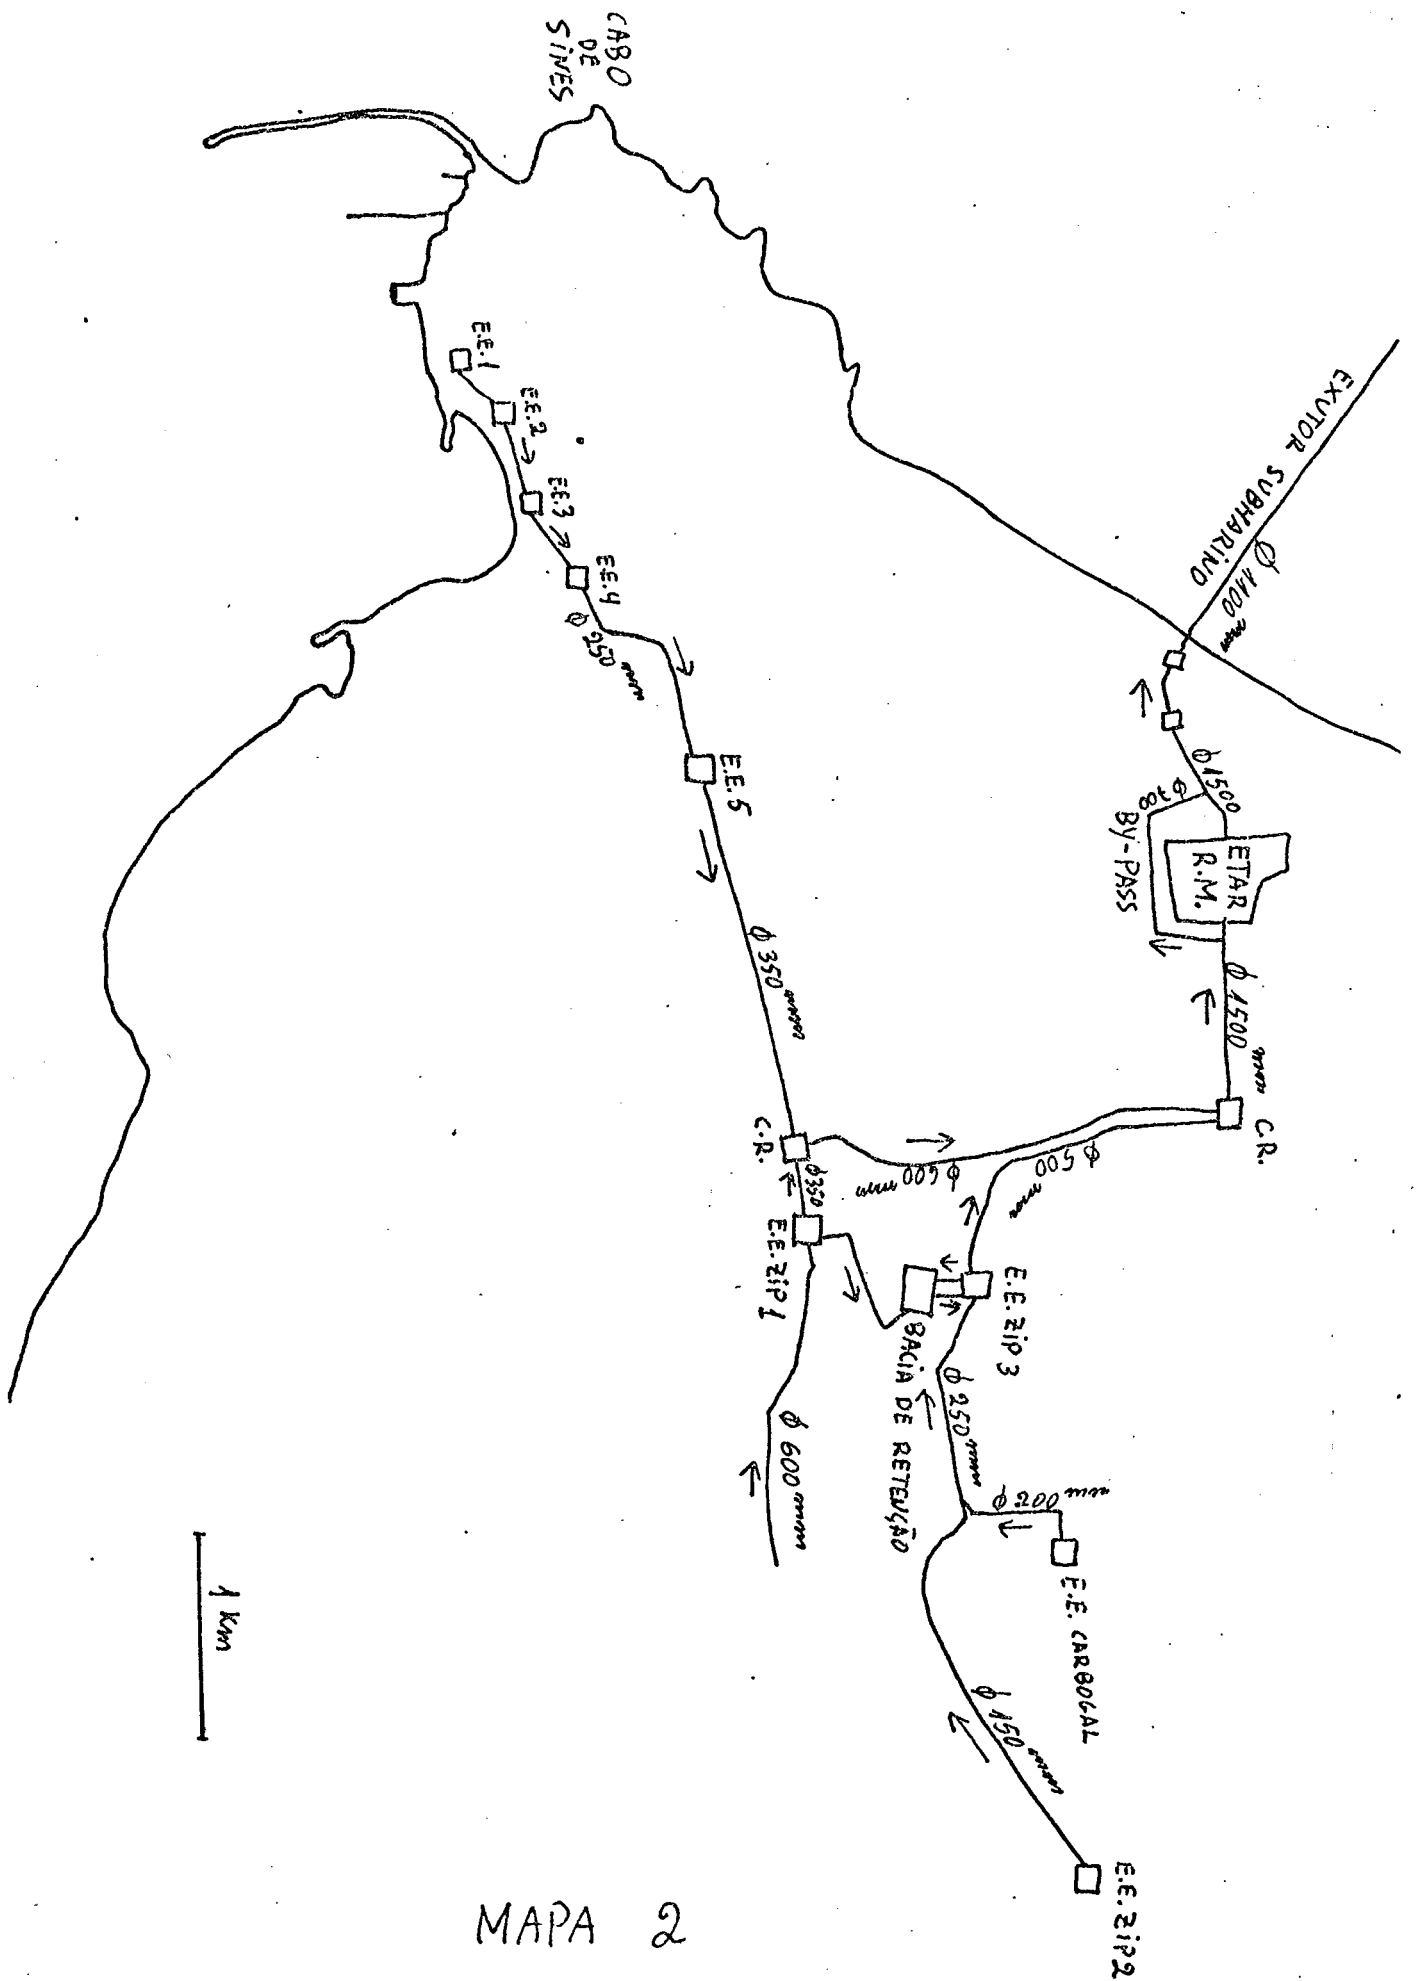 CABO
DE
SINES
EXUTOR SUBMARINO
Ø 1100 mm
E.E.1
E.E.2
E.E.3
E.E.4
Ø 250 mm
E.E.5
Ø 350 mm
C.R.
Ø 350
E.E. ZIP 1
Ø 600 mm
Ø 600 mm
Ø 500 mm
E.E. ZIP 3
BACIA DE RETENÇÃO
Ø 250 mm
Ø 200 mm
E.E. CARBOGAL
Ø 150 mm
E.E. ZIP 2
C.R.
Ø 1500 mm
ETAR
R.M.
BY-PASS
Ø 700
Ø 1500
1 Km
MAPA 2